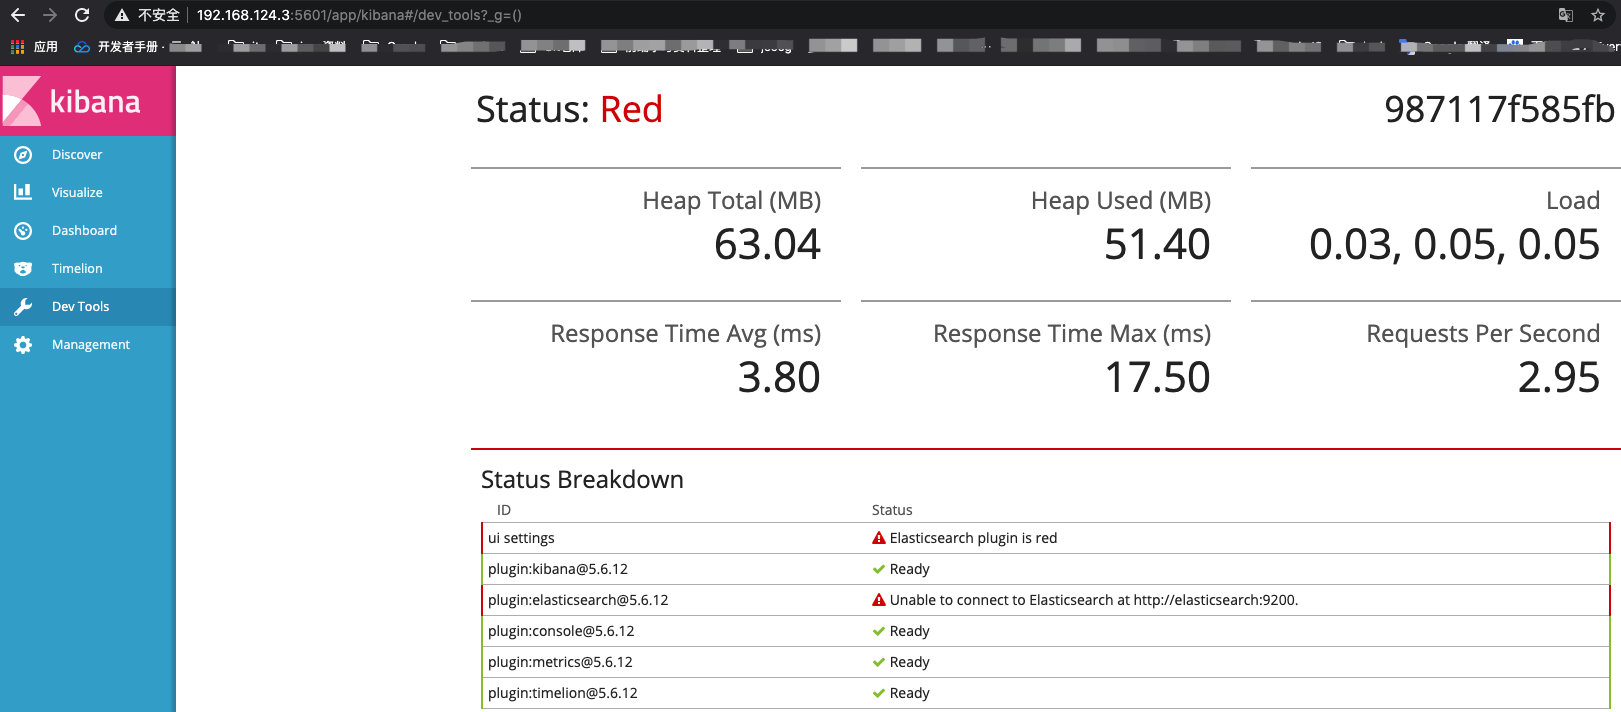 不安全 192.168.124.3:5601/app/kibana#/dev_tools?_g=()
应用 开发者手册 -
kibana
Discover
Visualize
Dashboard
Timelion
Dev Tools
Management
Status: Red 987117f585fb
Heap Total (MB) Heap Used (MB) Load
63.04 51.40 0.03, 0.05, 0.05
Response Time Avg (ms) Response Time Max (ms) Requests Per Second
3.80 17.50 2.95
Status Breakdown
ID Status
ui settings Elasticsearch plugin is red
plugin:kibana@5.6.12 Ready
plugin:elasticsearch@5.6.12 Unable to connect to Elasticsearch at http://elasticsearch:9200.
plugin:console@5.6.12 Ready
plugin:metrics@5.6.12 Ready
plugin:timelion@5.6.12 Ready